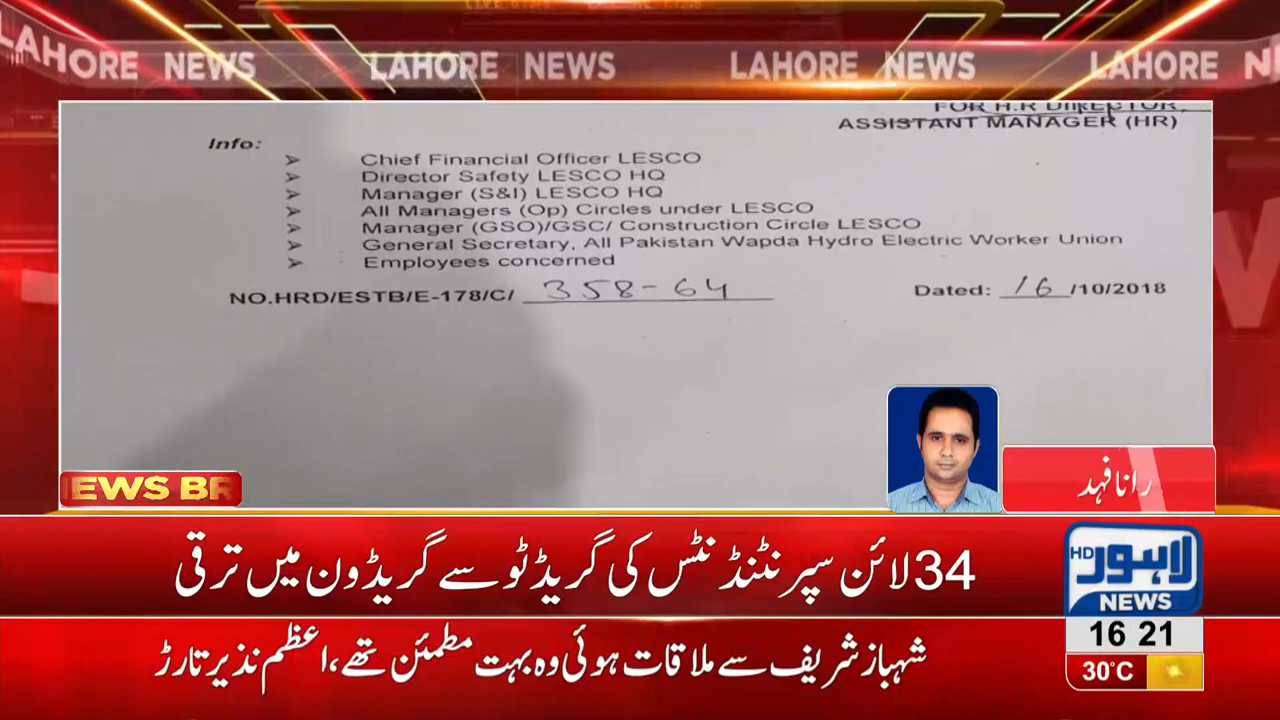 LAHORE NEWS LAHORE NEWS LAHORE NEWS LAHORE N
FOR H.R DIRECTOR,
ASSISTANT MANAGER (HR)
Info:
Chief Financial Officer LESCO
Director Safety LESCO HQ
Manager (S&I) LESCO HQ
All Managers (Op) Circles under LESCO
Manager (GSO)/GSC/ Construction Circle LESCO
General Secretary, All Pakistan Wapda Hydro Electric Worker Union
Employees concerned
NO.HRD/ESTB/E-178/C/ 358-64 Dated: 16/10/2018
رانا فہد
EWS BR
34 لائن سپرنٹنڈنٹس کی گریڈ ٹو سے گریڈ ون میں ترقی
HD لاہور
NEWS
16 21
30°C
شہباز شریف سے ملاقات ہوئی وہ بہت مطمئن تھے، اعظم نذیر تارڑ